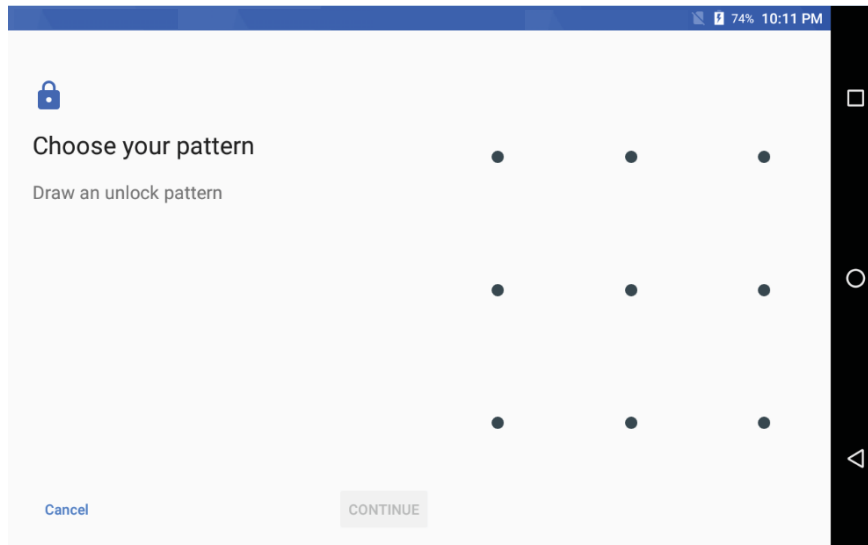 74% 10:11 PM
Choose your pattern
Draw an unlock pattern
Cancel
CONTINUE